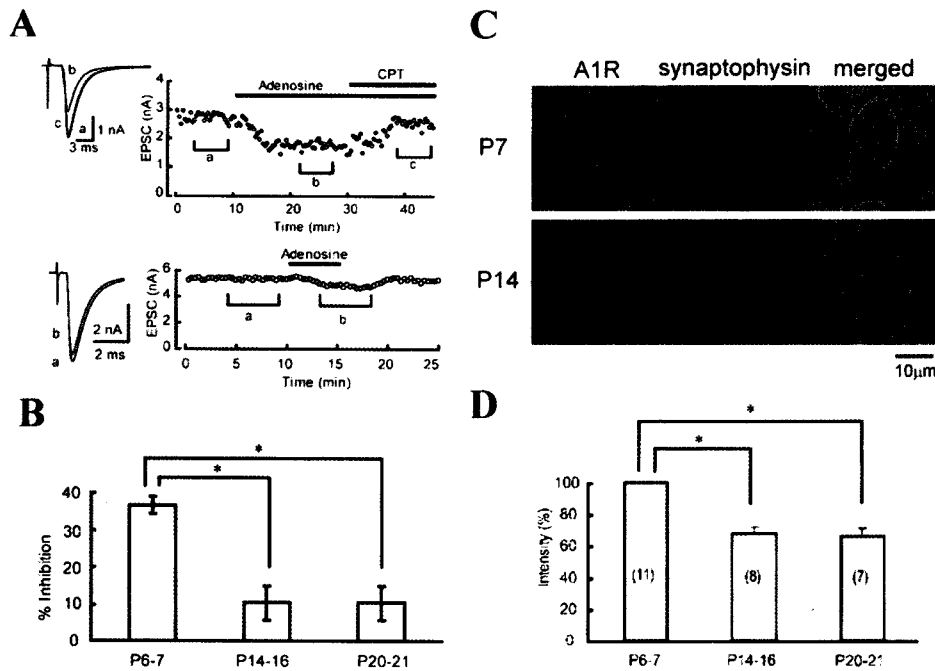 A
b
c
a
1 nA
3 ms
Adenosine
CPT
EPSC (nA)
3
2
1
0
a
b
c
0 10 20 30 40
Time (min)
b
a
2 nA
2 ms
Adenosine
EPSC (nA)
6
4
2
0
a
b
0 5 10 15 20 25
Time (min)
B
* 
*
% Inhibition
40
30
20
10
0
P6-7 P14-16 P20-21
C
A1R synaptophysin merged
P7
P14
10μm
D
*
*
Intensity (%)
100
80
60
40
20
0
(11) (8) (7)
P6-7 P14-16 P20-21